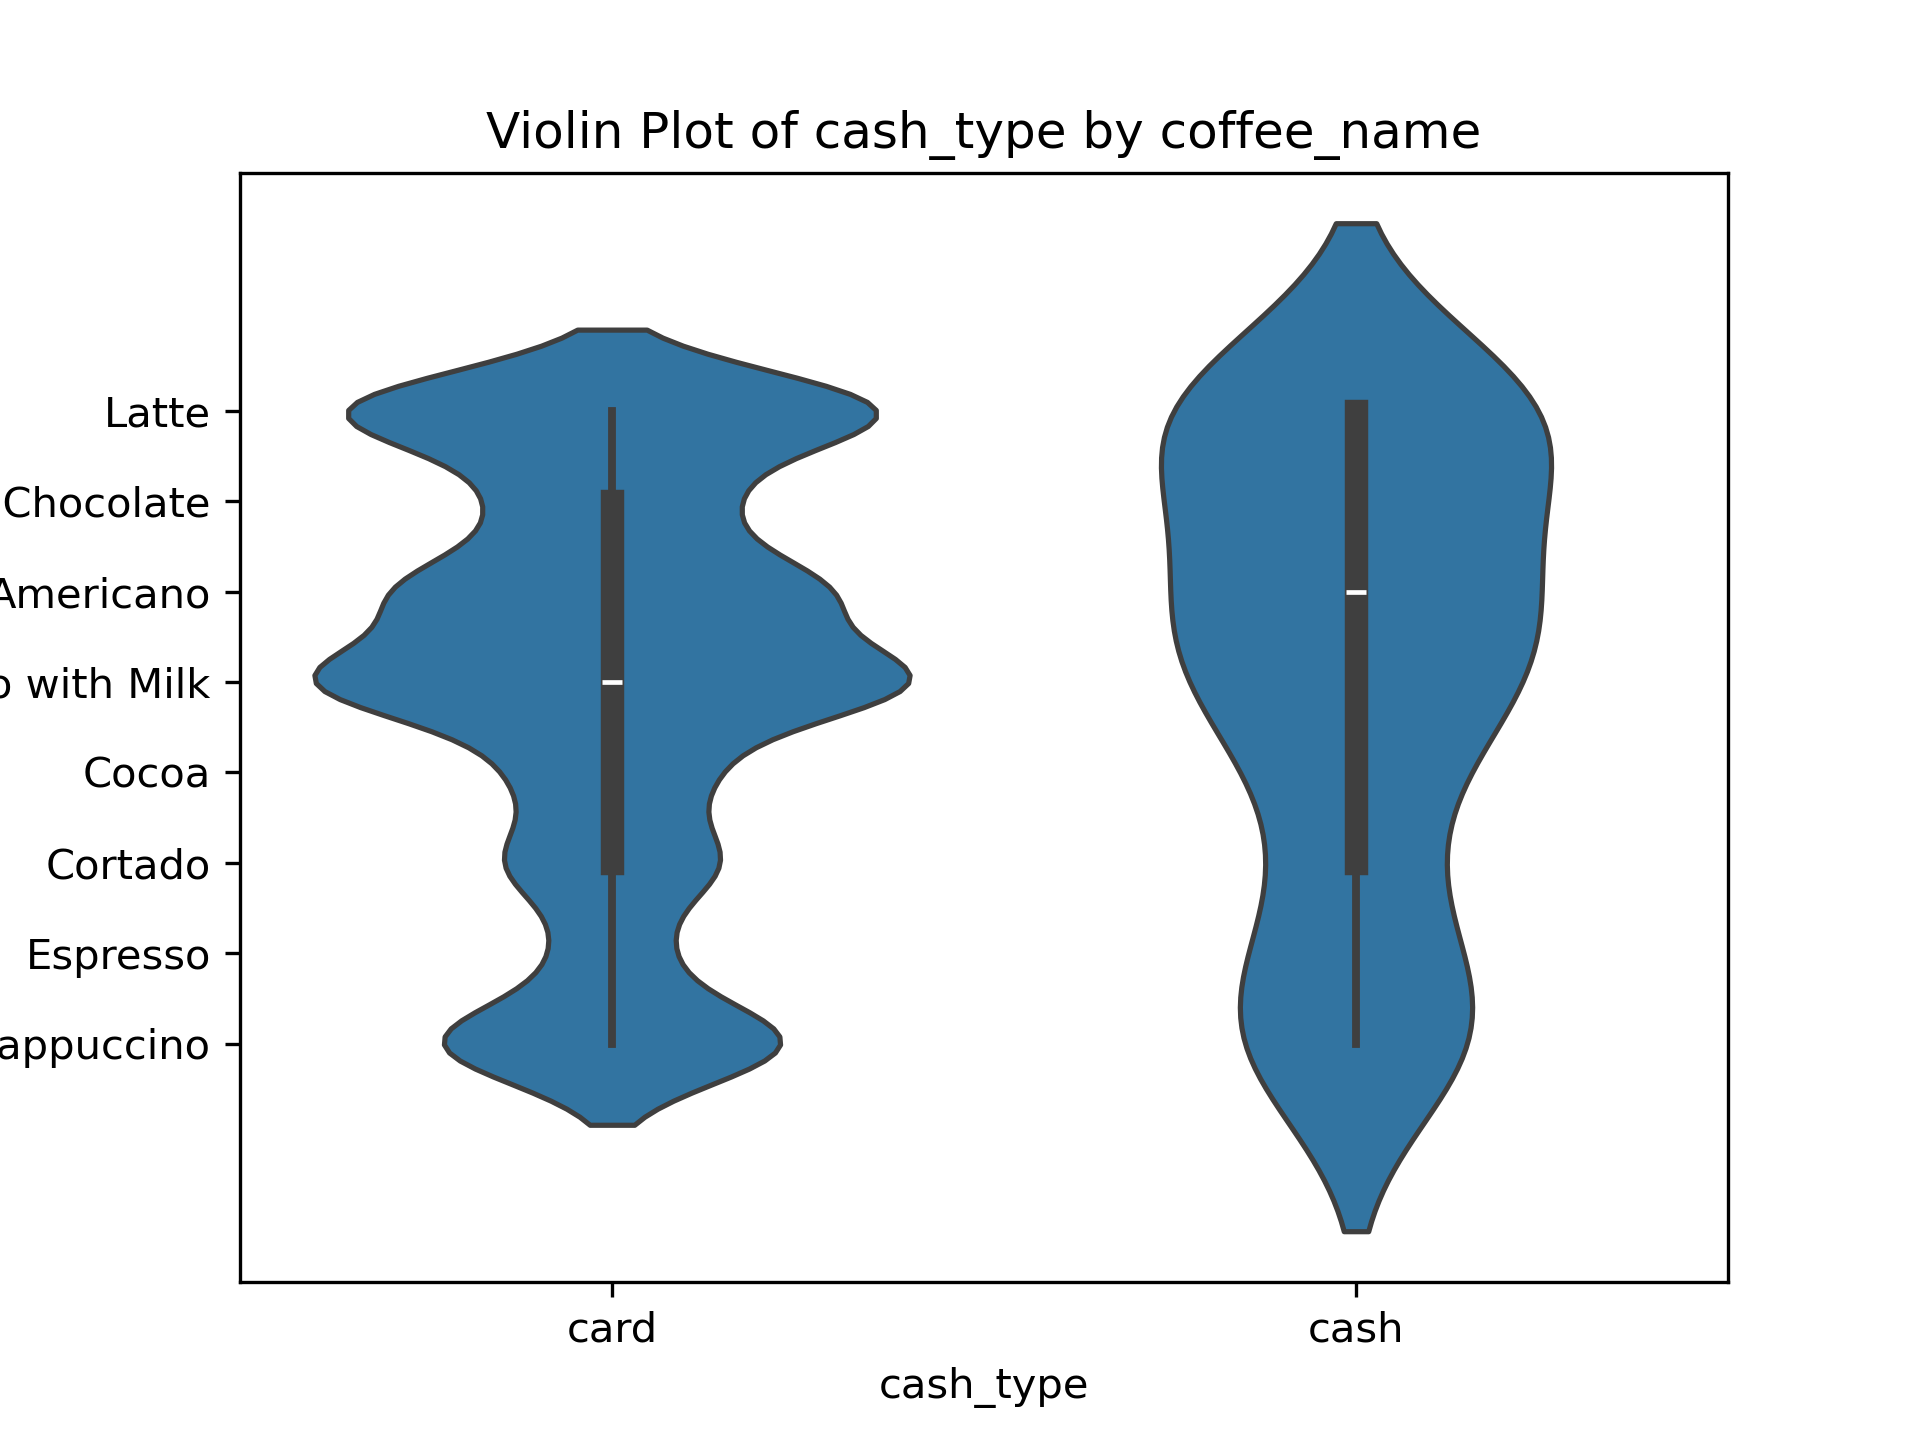 Violin Plot of cash_type by coffee_name
Latte
Chocolate
Americano
with Milk
Cocoa
Cortado
Espresso
appuccino
card
cash
cash_type